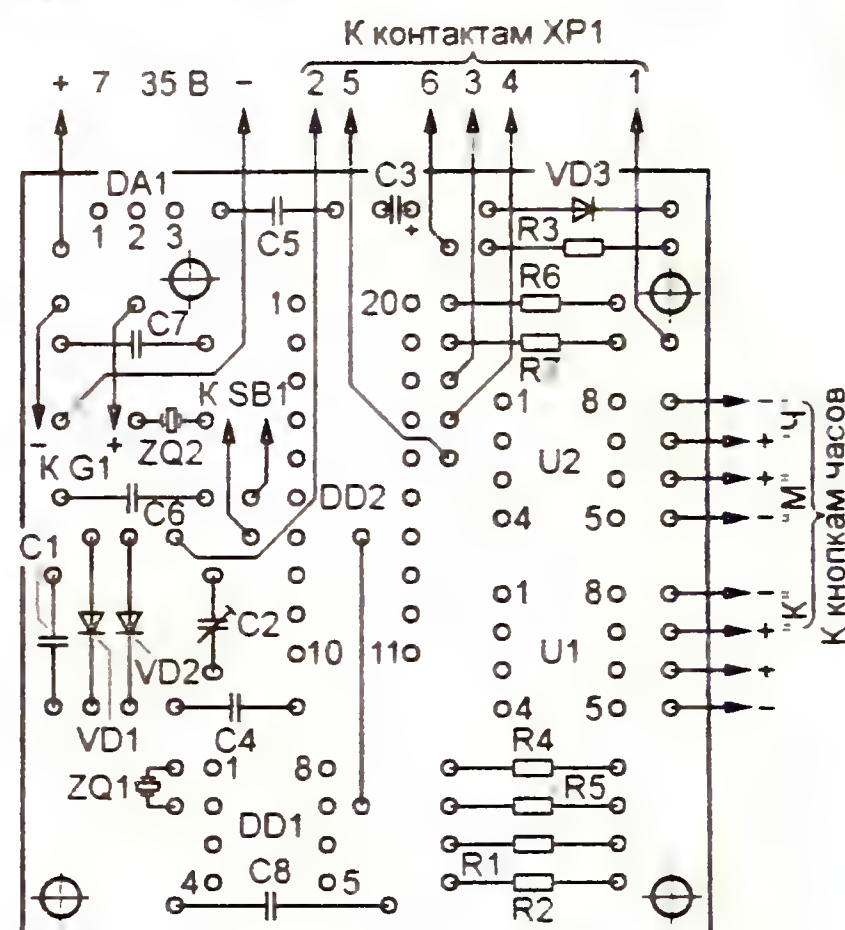 К контактам ХР1
+ 7 35 В - 2 5 6 3 4 1
DA1 C3 VD3
1 2 3 C5 + R3
R6
1 20
C7
R7
К SB1
1 8 - "Ч"
- К G1 + ZQ2 U2 +
+ "М"
C6 DD2 4 5 -
C1
1 8 -
C2 "К"
VD2 10 11 U1 +
+
4 5 -
VD1 C4
R4
ZQ1 1 8
R5
DD1
R1
4 C8 5
R2
К кнопкам часов